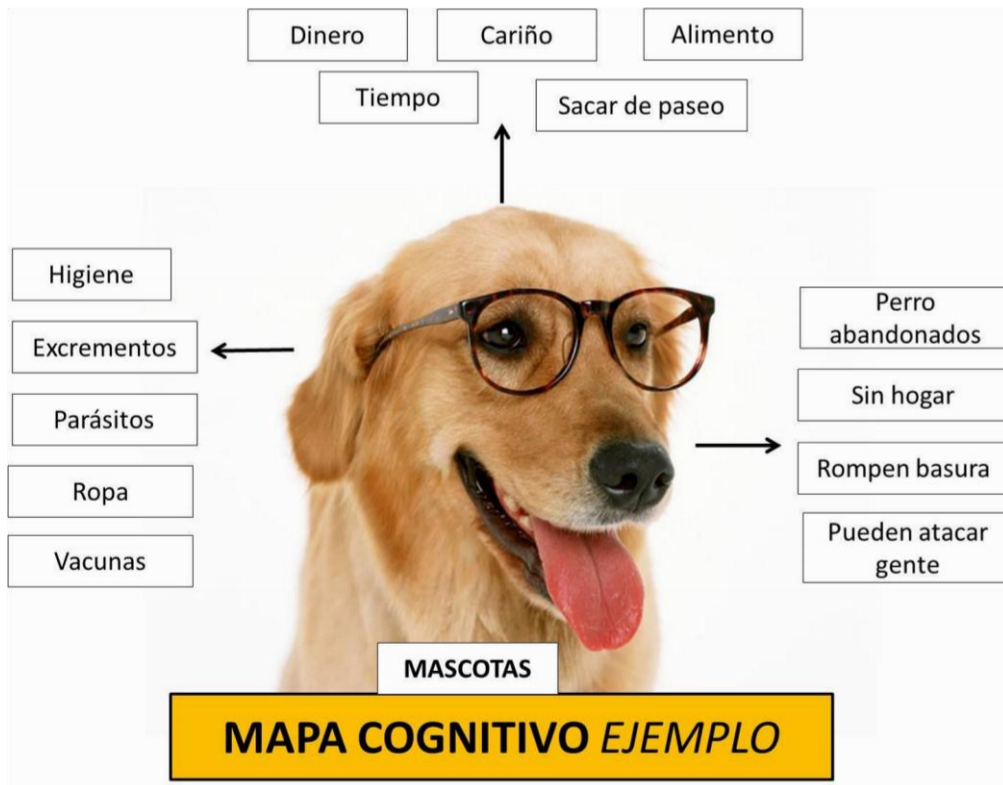 Dinero
Cariño
Alimento
Tiempo
Sacar de paseo
Higiene
Excrementos
Parásitos
Ropa
Vacunas
Perro
abandonados
Sin hogar
Rompen basura
Pueden atacar
gente
MASCOTAS
MAPA COGNITIVO EJEMPLO